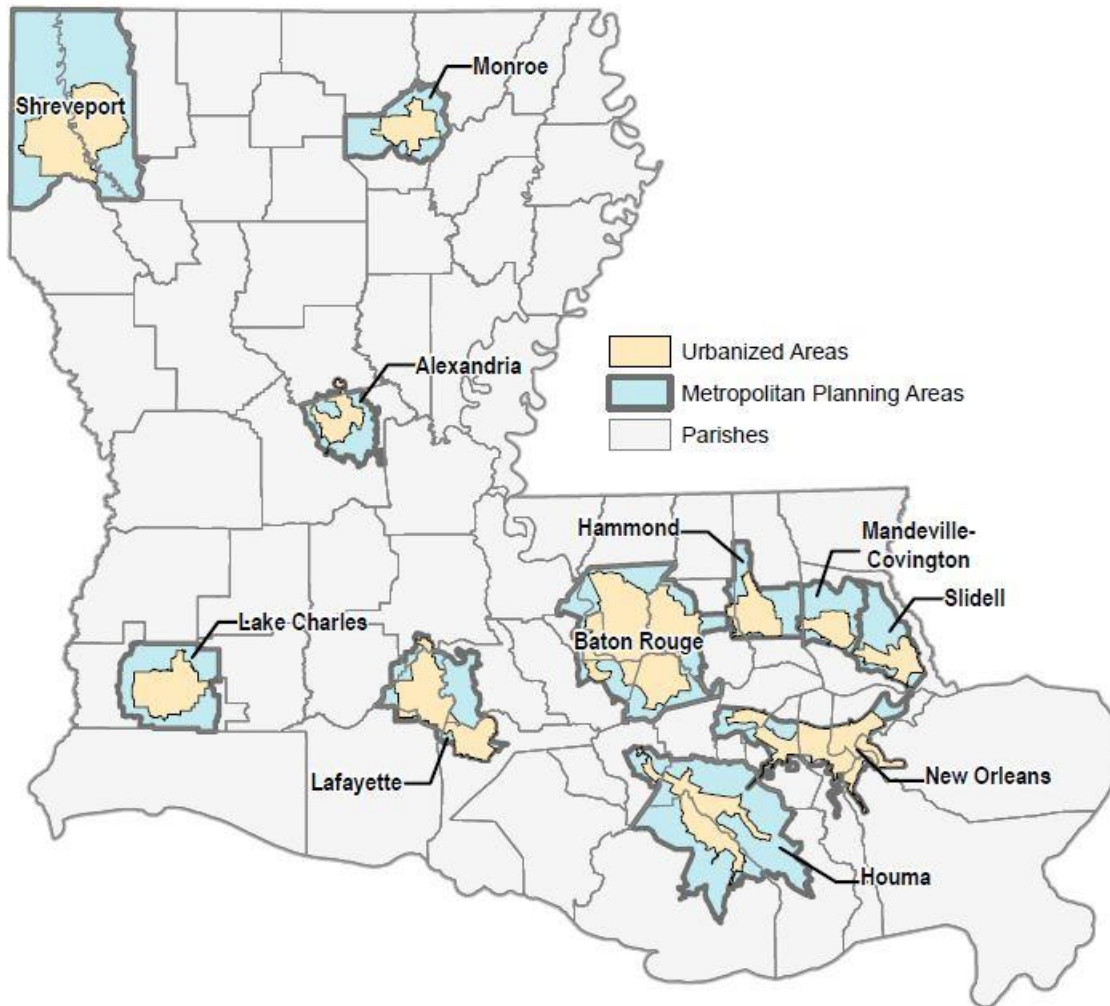 Monroe
Shreveport
Alexandria
Urbanized Areas
Metropolitan Planning Areas
Parishes
Hammond
Mandeville-
Covington
Slidell
Lake Charles
Baton Rouge
Lafayette
New Orleans
Houma